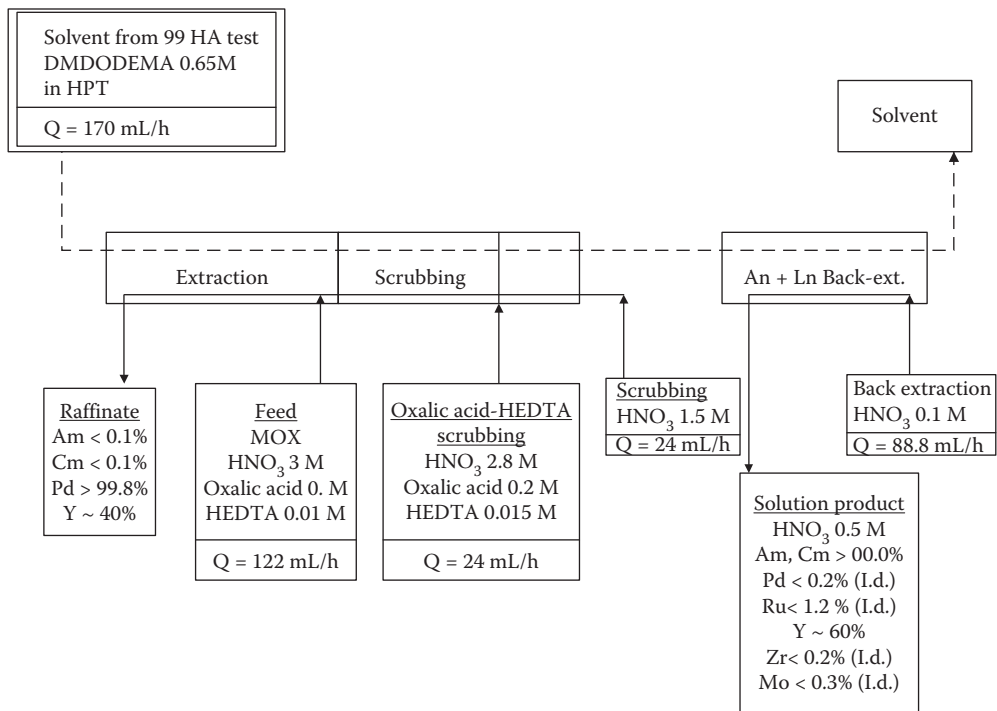 Solvent from 99 HA test
DMDODEMA 0.65M
in HPT
Q = 170 mL/h
Solvent
Extraction
Scrubbing
An + Ln Back-ext.
Raffinate
Am < 0.1%
Cm < 0.1%
Pd > 99.8%
Y ~ 40%
Feed
MOX
HNO3 3 M
Oxalic acid 0. M
HEDTA 0.01 M
Q = 122 mL/h
Oxalic acid-HEDTA
scrubbing
HNO3 2.8 M
Oxalic acid 0.2 M
HEDTA 0.015 M
Q = 24 mL/h
Scrubbing
HNO3 1.5 M
Q = 24 mL/h
Back extraction
HNO3 0.1 M
Q = 88.8 mL/h
Solution product
HNO3 0.5 M
Am, Cm > 00.0%
Pd < 0.2% (I.d.)
Ru< 1.2 % (I.d.)
Y ~ 60%
Zr< 0.2% (I.d.)
Mo < 0.3% (I.d.)